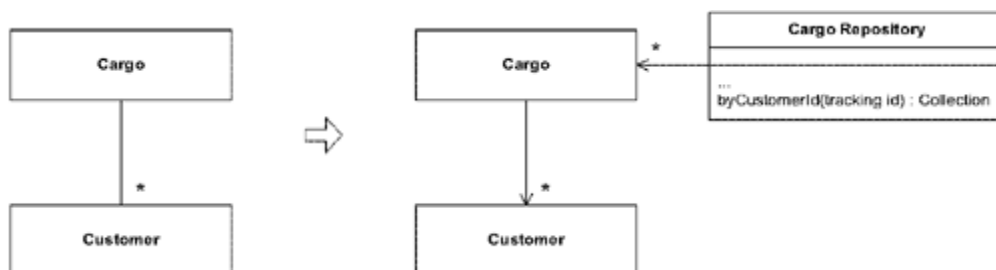 Cargo
*
Customer
Cargo
*
Customer
Cargo Repository
*
...
byCustomerId(tracking id) : Collection